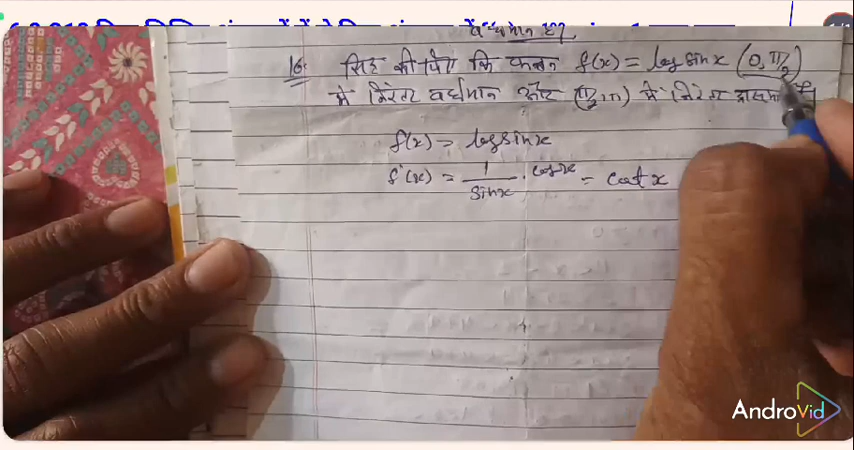 वर्धमान है?
16. सिद्ध कीजिए कि फलन f(x) = log sin x (0, π/2)
में निरंतर वर्धमान और (π/2, π) में निरंतर
f(x) = log sin x
f'(x) = 1/sin x · cos x = cot x
AndroVid